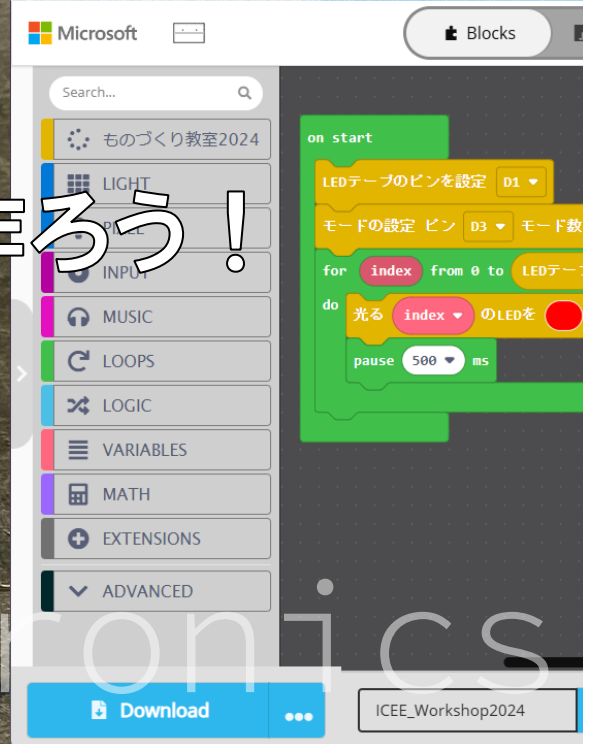 Microsoft
Blocks
Search...
ものづくり教室2024
on start
LEDテープのピンを設定 D1
LIGHT
作ろう！
モードの設定 ピン D3 モード数
INPUT
for index from 0 to LEDテー
do 光る index のLEDを
MUSIC
pause 500 ms
LOOPS
LOGIC
VARIABLES
MATH
EXTENSIONS
ADVANCED
ronics
Download
ICEE_Workshop2024